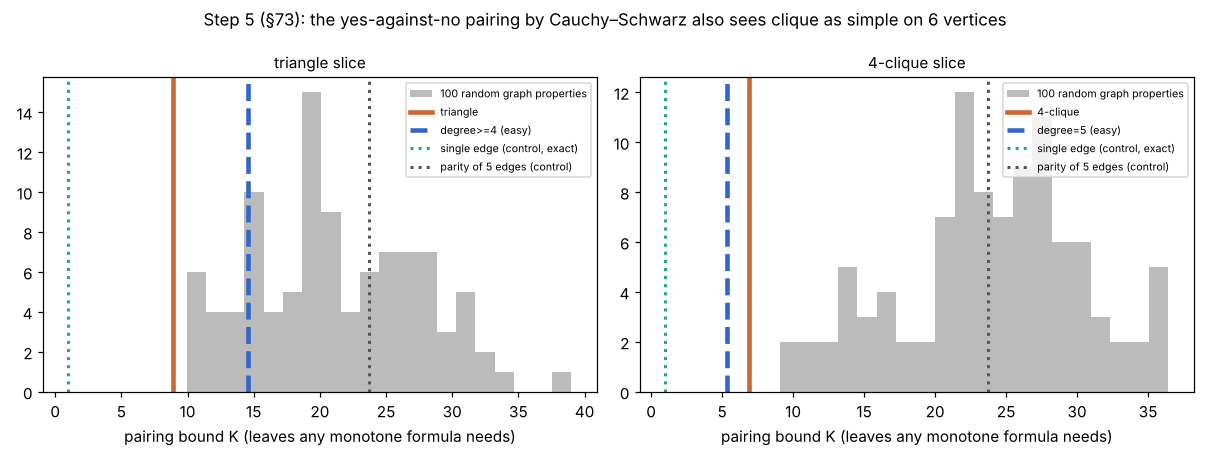 Step 5 (§73): the yes-against-no pairing by Cauchy–Schwarz also sees clique as simple on 6 vertices
triangle slice
14
12
10
8
6
4
2
0
100 random graph properties
triangle
degree>=4 (easy)
single edge (control, exact)
parity of 5 edges (control)
0 5 10 15 20 25 30 35 40
pairing bound K (leaves any monotone formula needs)
4-clique slice
12
10
8
6
4
2
0
100 random graph properties
4-clique
degree=5 (easy)
single edge (control, exact)
parity of 5 edges (control)
0 5 10 15 20 25 30 35
pairing bound K (leaves any monotone formula needs)